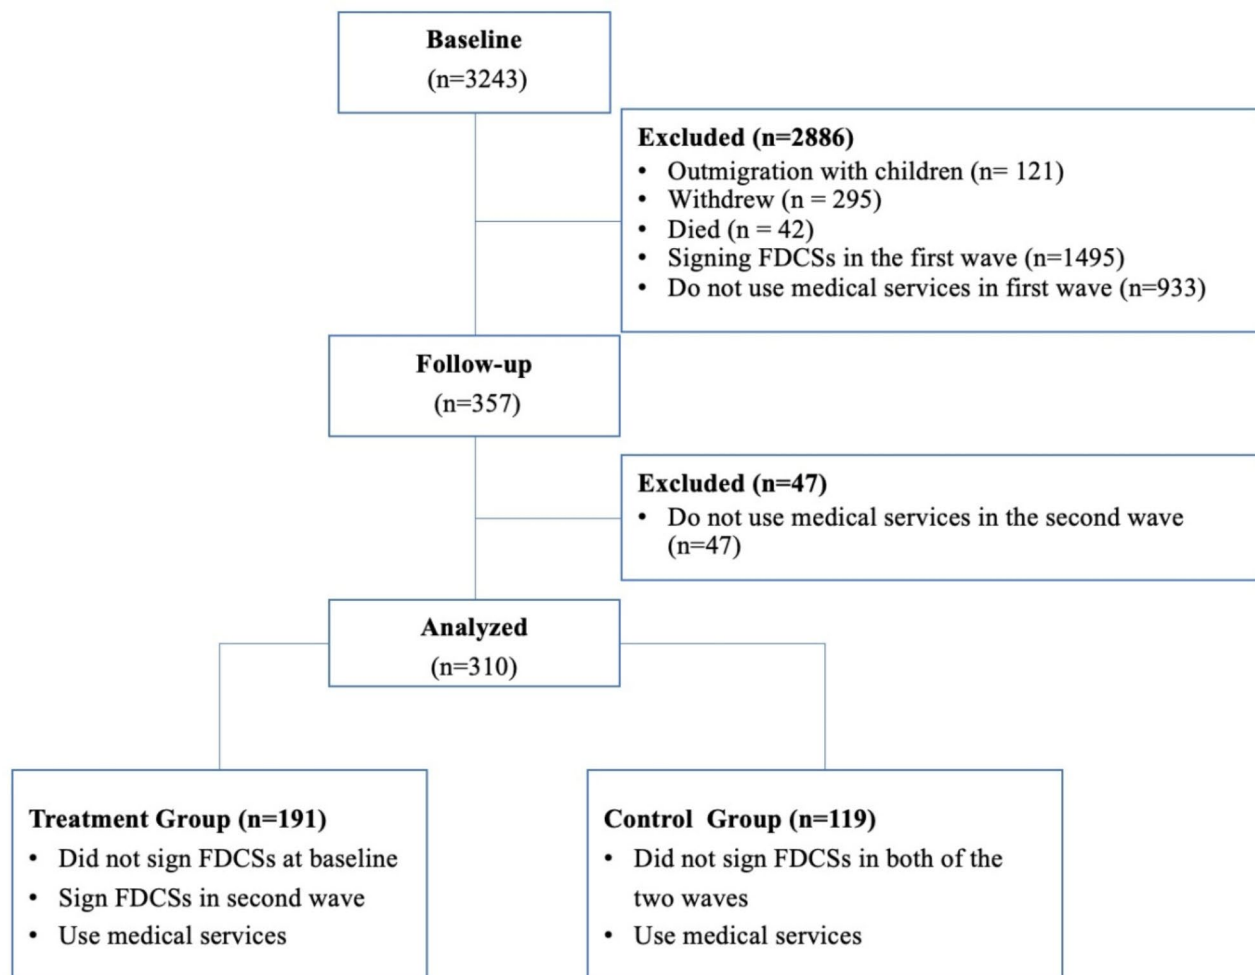 Baseline
(n=3243)
Excluded (n=2886)
• Outmigration with children (n= 121)
• Withdrew (n = 295)
• Died (n = 42)
• Signing FDCSs in the first wave (n=1495)
• Do not use medical services in first wave (n=933)
Follow-up
(n=357)
Excluded (n=47)
• Do not use medical services in the second wave
(n=47)
Analyzed
(n=310)
Treatment Group (n=191)
• Did not sign FDCSs at baseline
• Sign FDCSs in second wave
• Use medical services
Control Group (n=119)
• Did not sign FDCSs in both of the
two waves
• Use medical services